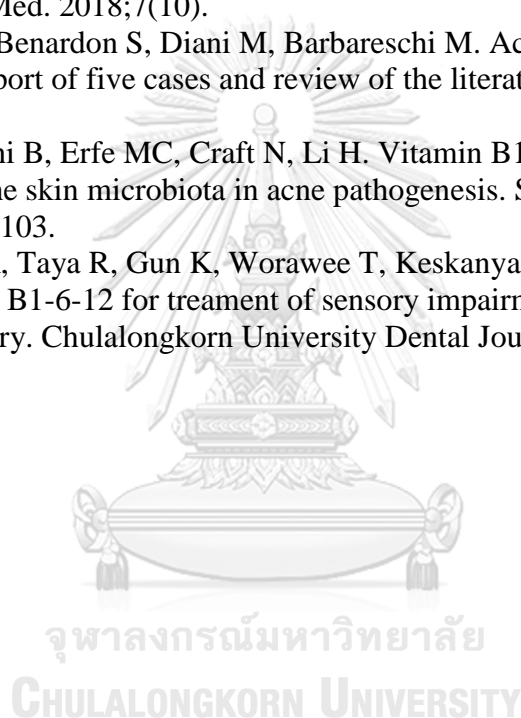 Med. 2018;7(10).
Benardon S, Diani M, Barbareschi M. Ac
port of five cases and review of the literat
ni B, Erfe MC, Craft N, Li H. Vitamin B1
ne skin microbiota in acne pathogenesis. S
103.
, Taya R, Gun K, Worawee T, Keskanya
B1-6-12 for treament of sensory impairm
ry. Chulalongkorn University Dental Jou
จุฬาลงกรณ์มหาวิทยาลัย
CHULALONGKORN UNIVERSITY